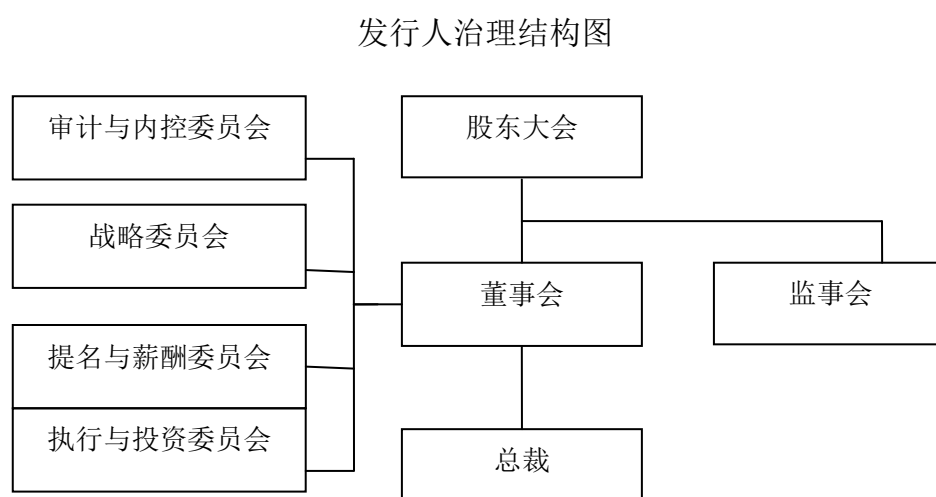 发行人治理结构图
审计与内控委员会
股东大会
战略委员会
董事会
监事会
提名与薪酬委员会
执行与投资委员会
总裁